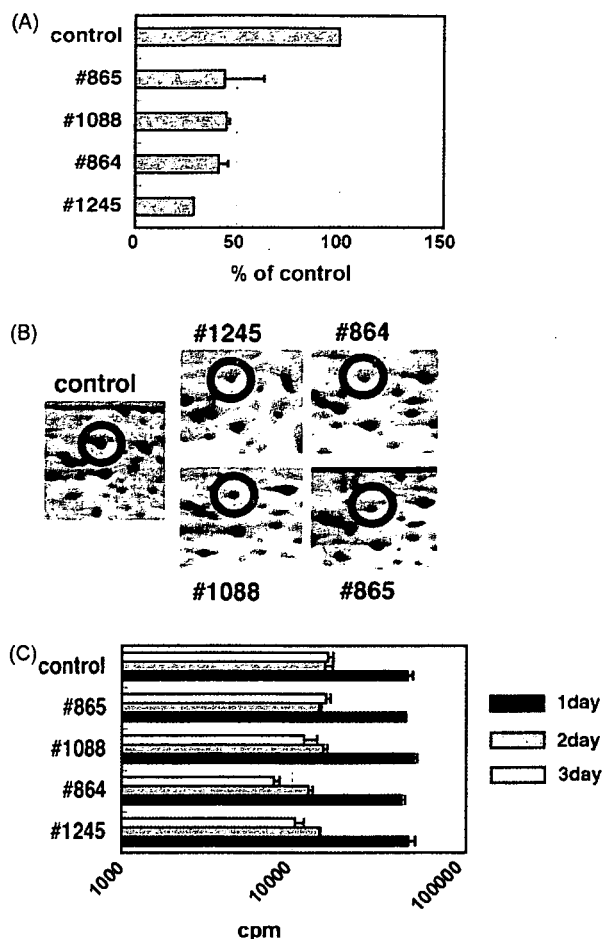 (A)
control
#865
#1088
#864
#1245
0 50 100 150
% of control
(B)
#1245 #864
control
#1088 #865
(C)
control
#865
#1088
#864
#1245
1day
2day
3day
1000 10000 100000
cpm